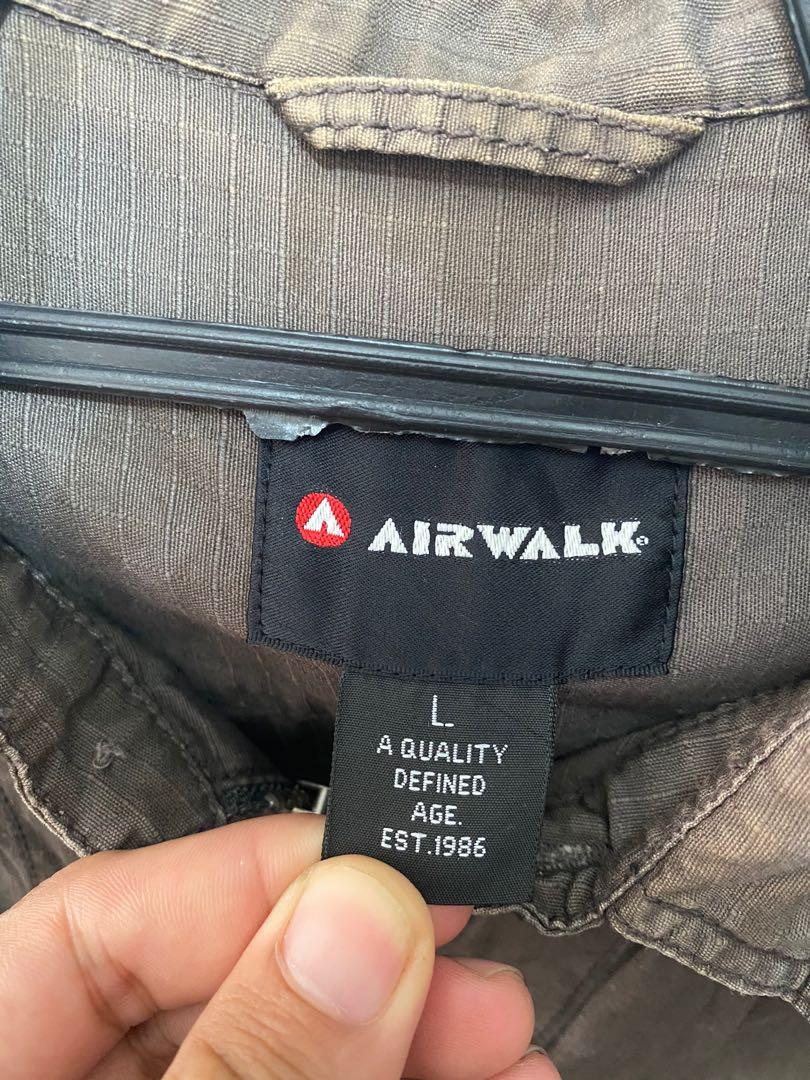 AIRWALK®
L
A QUALITY
DEFINED
AGE.
EST.1986